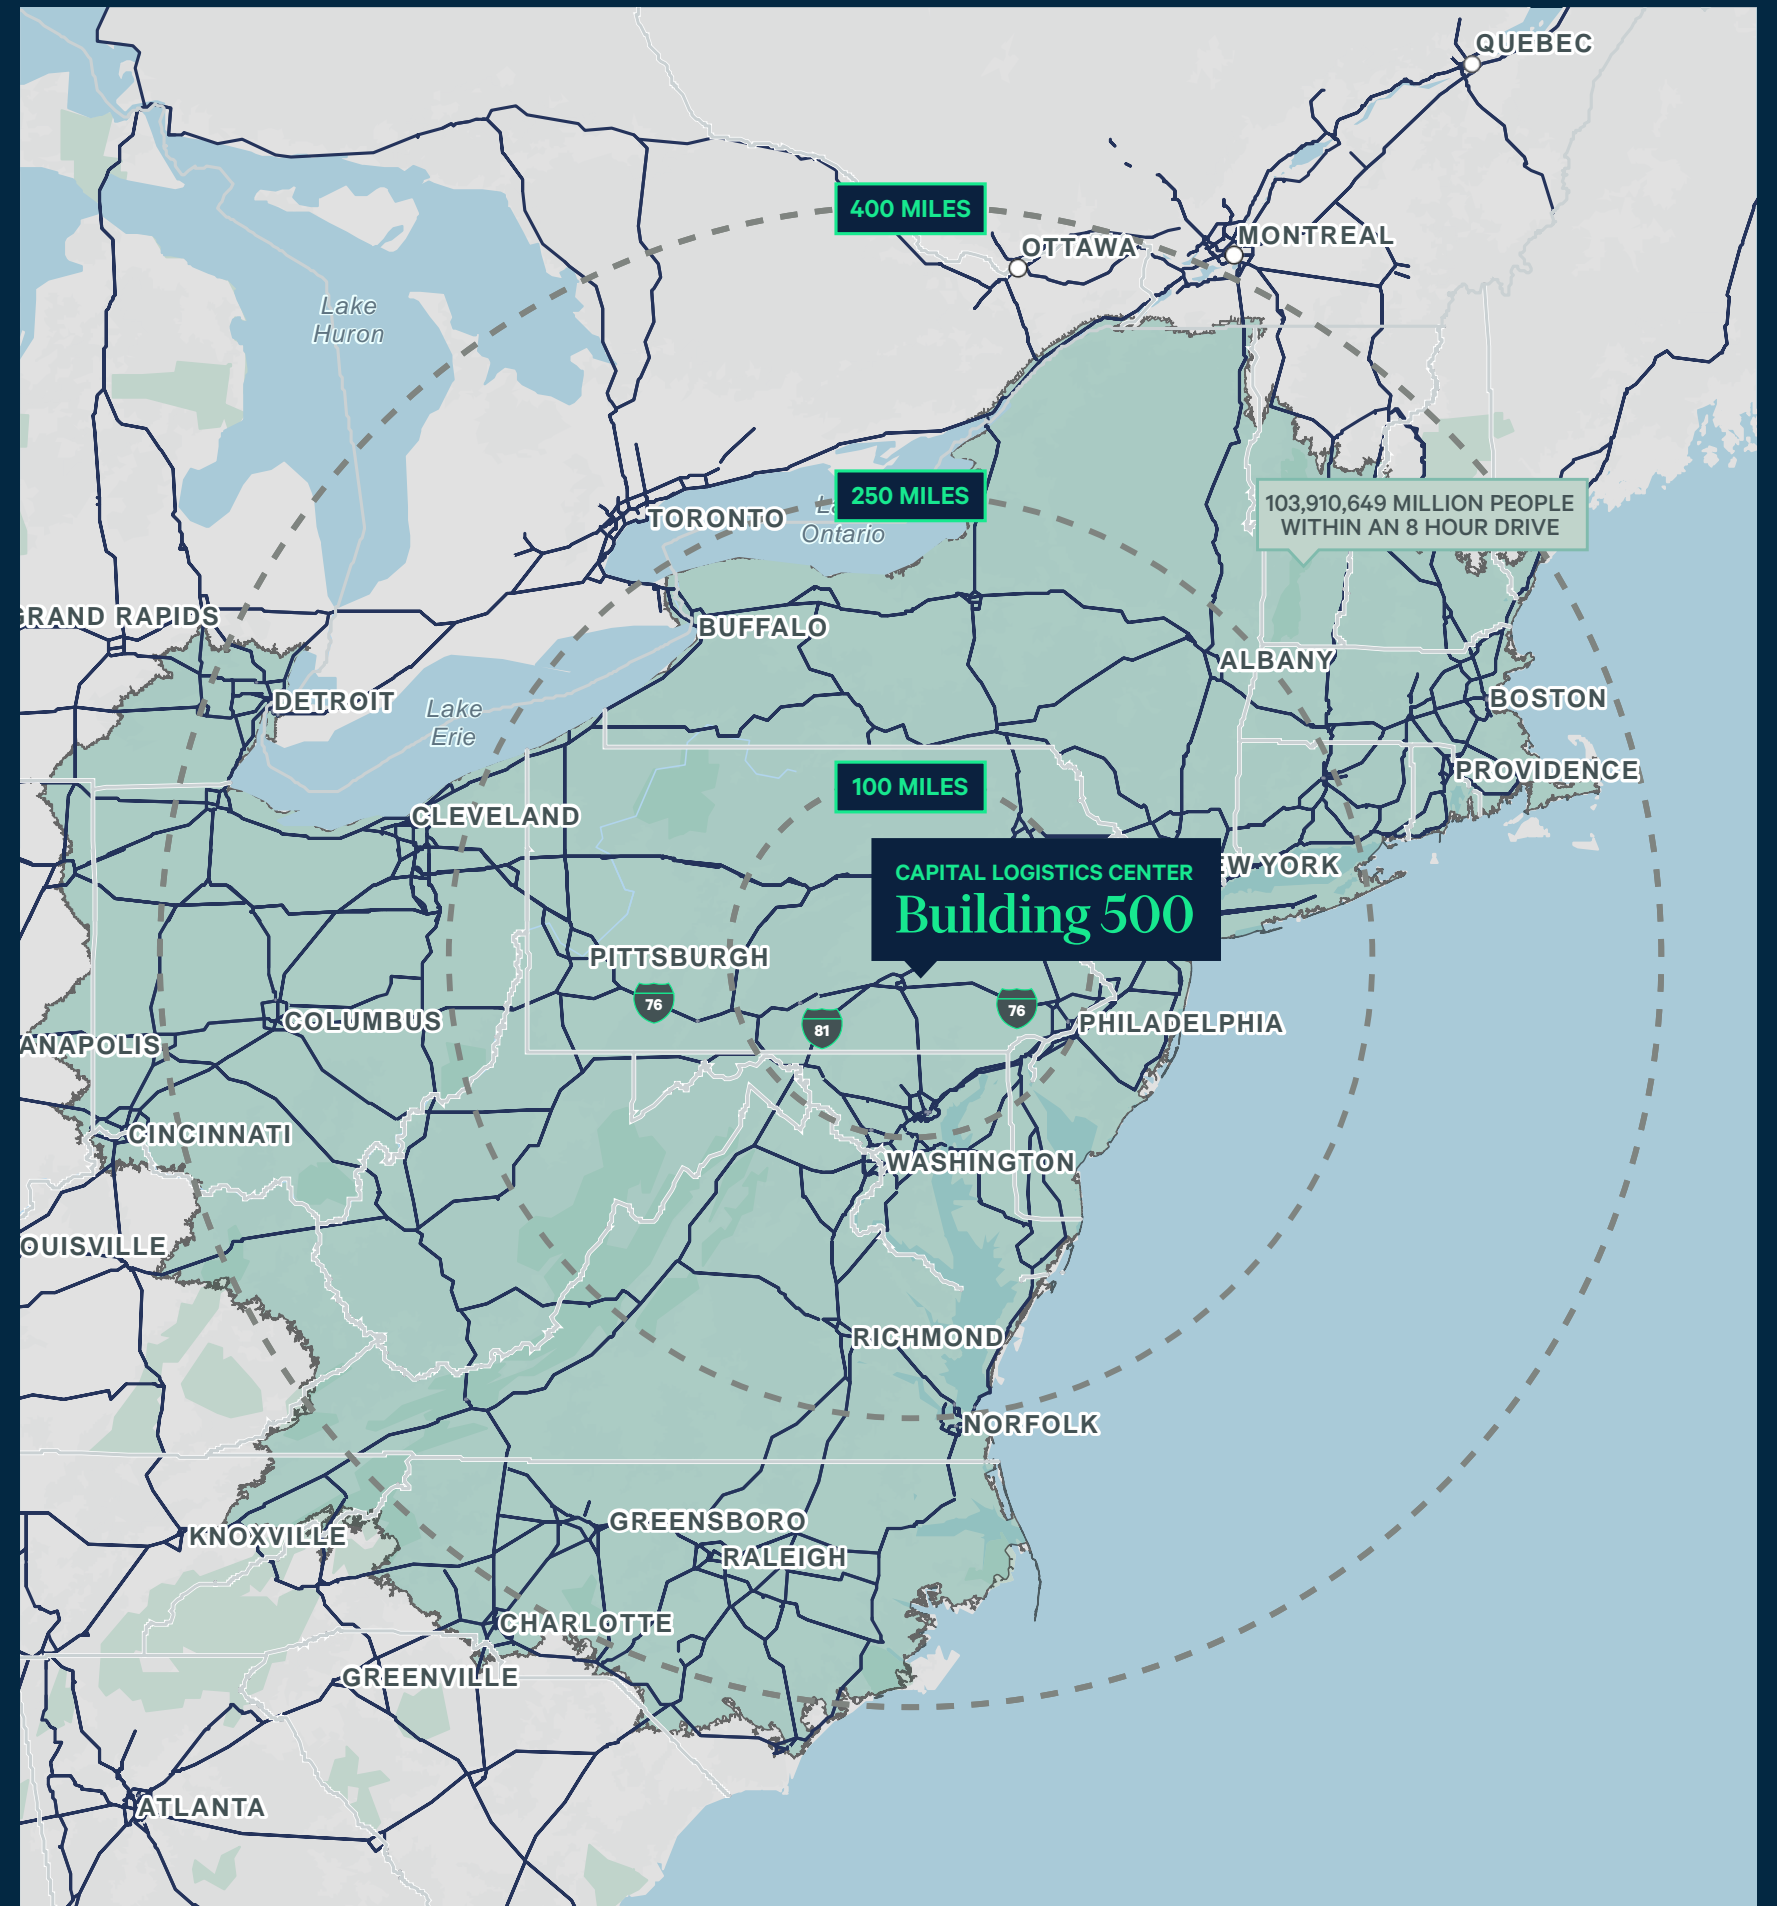 QUEBEC
400 MILES
OTTAWA
MONTREAL
Lake
Huron
250 MILES
103,910,649 MILLION PEOPLE
WITHIN AN 8 HOUR DRIVE
TORONTO
Ontario
GRAND RAPIDS
BUFFALO
ALBANY
DETROIT
BOSTON
Lake
Erie
PROVIDENCE
100 MILES
CLEVELAND
EW YORK
CAPITAL LOGISTICS CENTER
Building 500
PITTSBURGH
76
76
81
COLUMBUS
PHILADELPHIA
ANAPOLIS
CINCINNATI
WASHINGTON
OUISVILLE
RICHMOND
NORFOLK
GREENSBORO
KNOXVILLE
RALEIGH
CHARLOTTE
GREENVILLE
ATLANTA